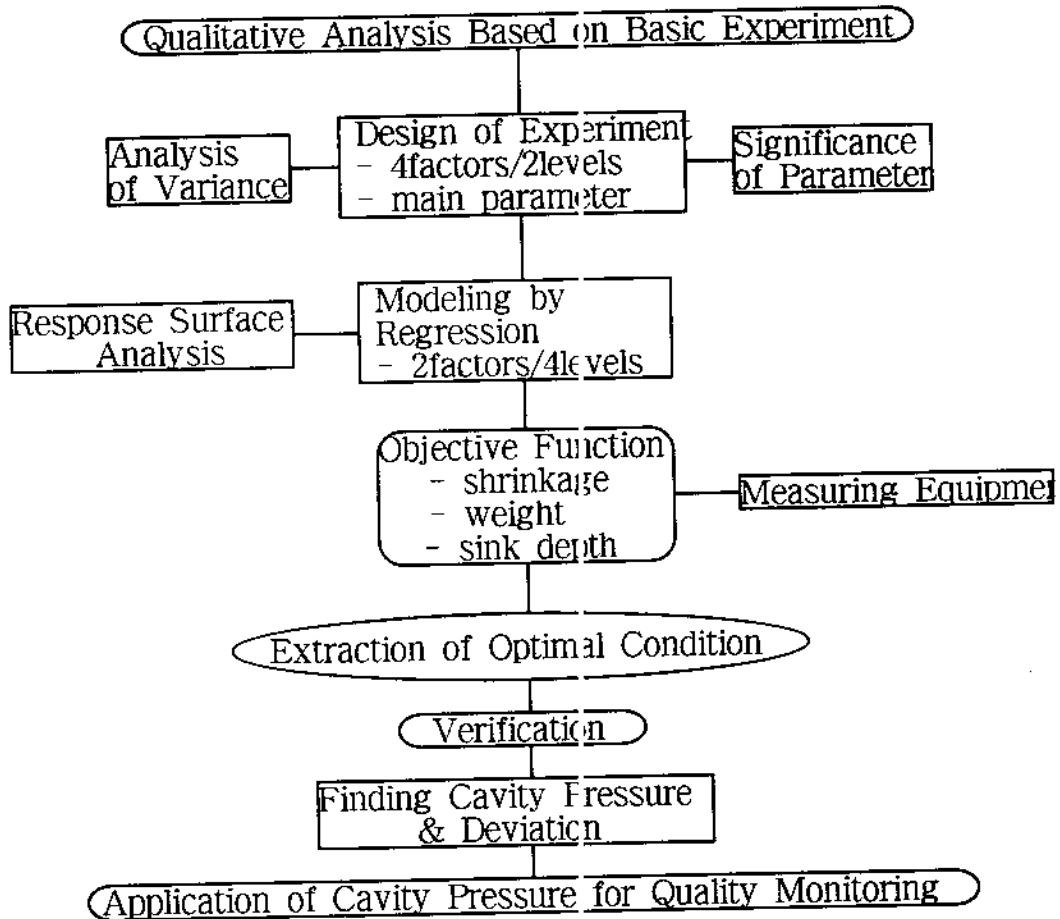 Qualitative Analysis Based on Basic Experiment
Design of Experiment
- 4factors/2levels
- main parameter
Analysis
of Variance
Significance
of Parameter
Modeling by
Regression
- 2factors/4levels
Response Surface
Analysis
Objective Function
- shrinkage
- weight
- sink depth
Measuring Equipmer
Extraction of Optimal Condition
Verification
Finding Cavity Pressure
& Deviation
Application of Cavity Pressure for Quality Monitoring